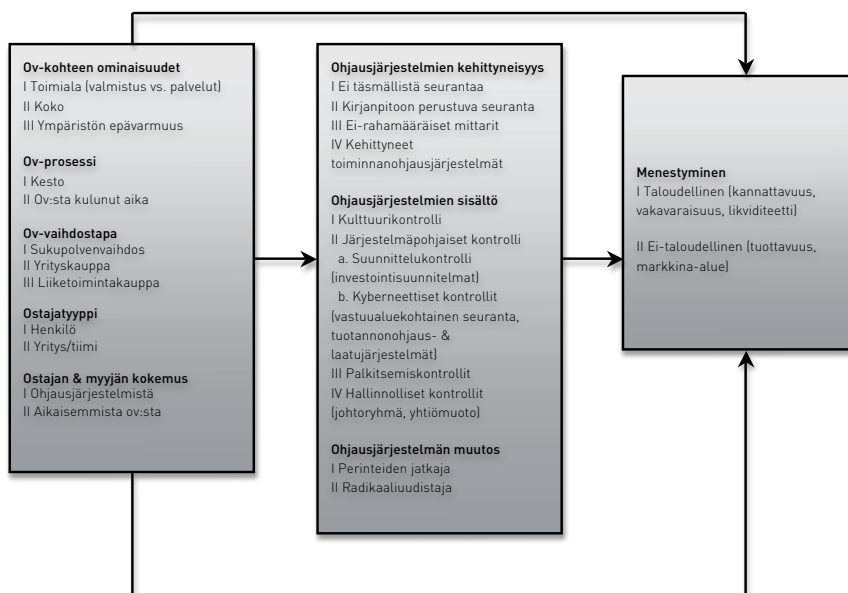 Ov-kohteen ominaisuudet
I Toimiala (valmistus vs. palvelut)
II Koko
III Ympäristön epävarmuus
Ov-prosessi
I Kesto
II Ov:sta kulunut aika
Ov-vaihdostapa
I Sukupolvenvaihdos
II Yrityskauppa
III Liiketoimintakauppa
Ostajatyyppi
I Henkilö
II Yritys/tiimi
Ostajan & myyjän kokemus
I Ohjausjärjestelmistä
II Aikaisemmista ov:sta
Ohjausjärjestelmien kehittyneisyys
I Ei täsmällistä seurantaa
II Kirjanpitoon perustuva seuranta
III Ei-rahamääräiset mittarit
IV Kehittyneet
toiminnanohjausjärjestelmät
Ohjausjärjestelmien sisältö
I Kulttuurikontrolli
II Järjestelmäpohjaiset kontrolli
a. Suunnittelukontrolli
(investointisuunnitelmat)
b. Kyberneettiset kontrollit
(vastuualuekohtainen seuranta,
tuotannonohjaus- &
laatujärjestelmät)
III Palkitsemiskontrollit
IV Hallinnolliset kontrollit
(johtoryhmä, yhtiömuoto)
Ohjausjärjestelmän muutos
I Perinteiden jatkaja
II Radikaaliuudistaja
Menestyminen
I Taloudellinen (kannattavuus,
vakavaraisuus, likviditeetti)
II Ei-taloudellinen (tuottavuus,
markkina-alue)